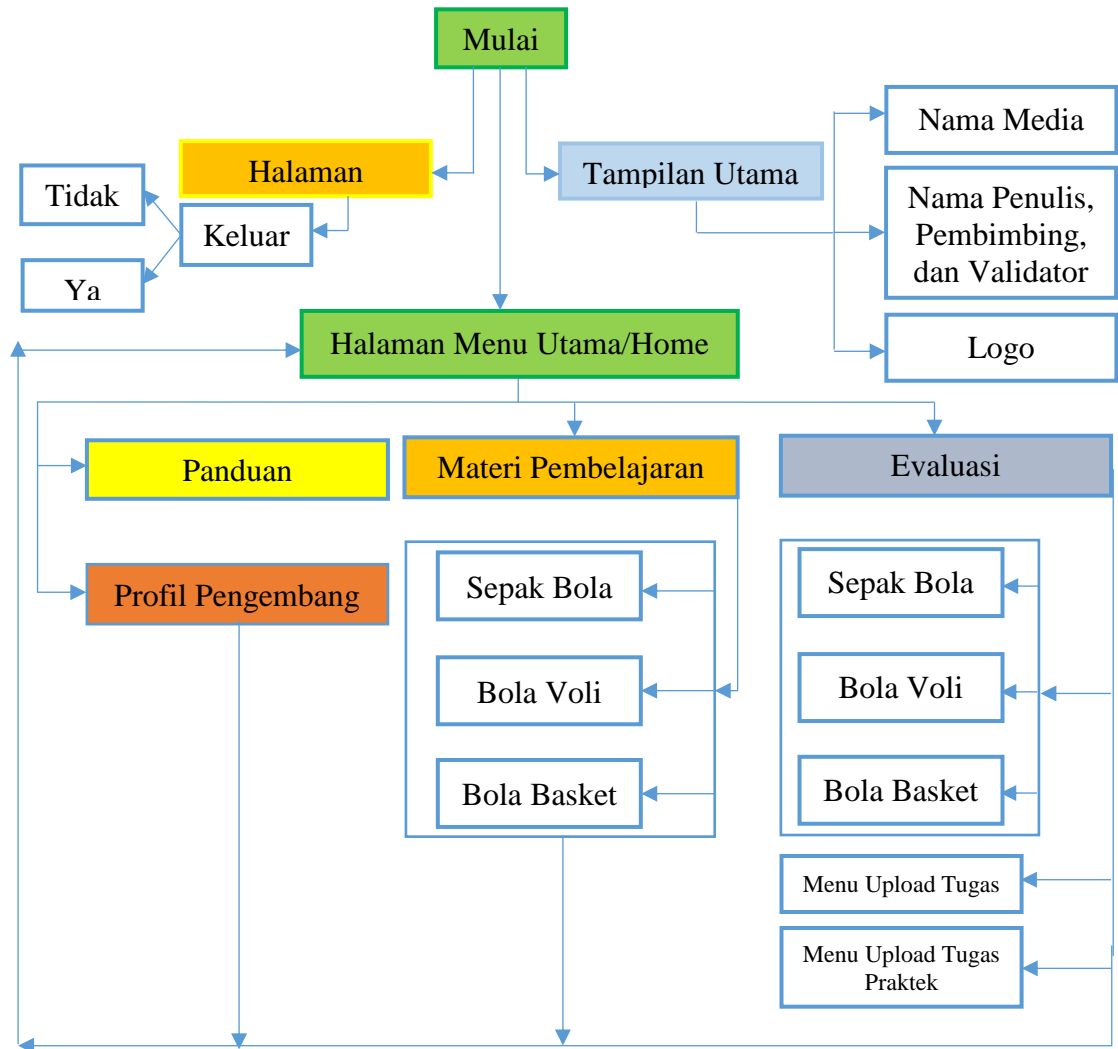 Mulai
Nama Media
Halaman
Tampilan Utama
Tidak
Nama Penulis,
Pembimbing,
dan Validator
Keluar
Ya
Halaman Menu Utama/Home
Logo
Panduan
Materi Pembelajaran
Evaluasi
Profil Pengembang
Sepak Bola
Bola Voli
Bola Basket
Sepak Bola
Bola Voli
Bola Basket
Menu Upload Tugas
Menu Upload Tugas
Praktek